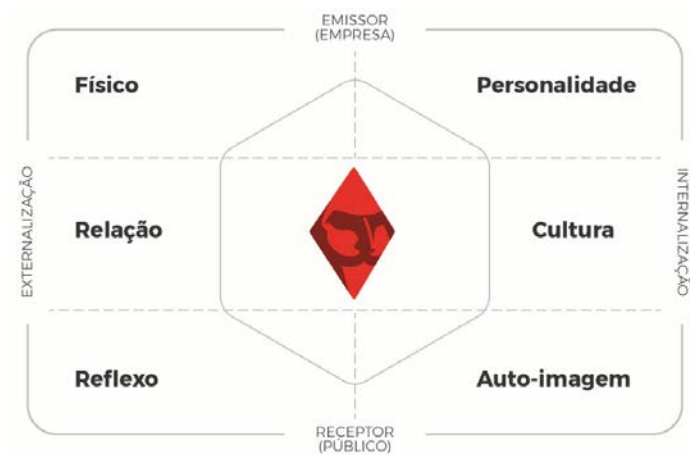 EMISSOR
(EMPRESA)
Físico
Personalidade
EXTERNALIZAÇÃO
Relação
Cultura
INTERNALIZAÇÃO
Reflexo
Auto-imagem
RECEPTOR
(PÚBLICO)